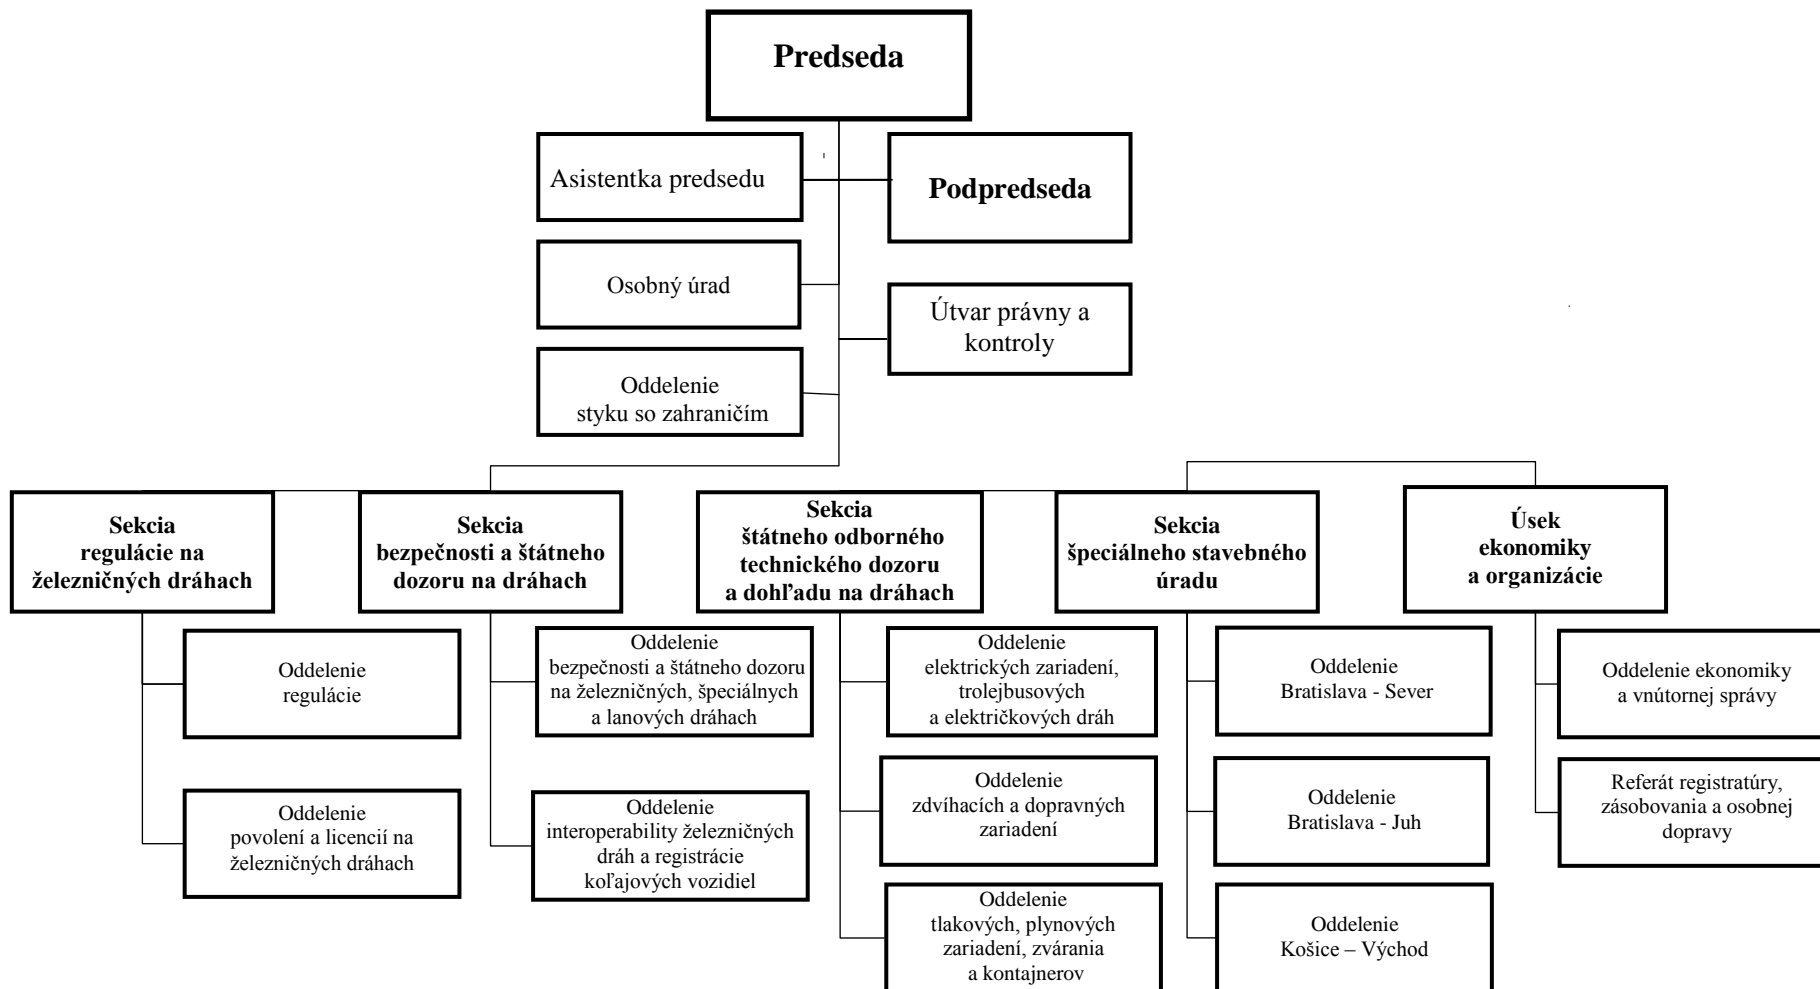 Predseda
Asistentka predsedu
Podpredseda
Osobný úrad
Útvar právny a
kontroly
Oddelenie
styku so zahraničím
Sekcia
regulácie na
železničných dráhach
Sekcia
bezpečnosti a štátneho
dozoru na dráhach
Sekcia
štátneho odborného
technického dozoru
a dohľadu na dráhach
Sekcia
špeciálneho stavebného
úradu
Úsek
ekonomiky
a organizácie
Oddelenie
regulácie
Oddelenie
povolení a licencií na
železničných dráhach
Oddelenie
bezpečnosti a štátneho dozoru
na železničných, špeciálnych
a lanových dráhach
Oddelenie
interoperability železničných
dráh a registrácie
koľajových vozidiel
Oddelenie
elektrických zariadení,
trolejbusových
a električkových dráh
Oddelenie
zdvíhacích a dopravných
zariadení
Oddelenie
tlakových, plynových
zariadení, zvárania
a kontajnerov
Oddelenie
Bratislava - Sever
Oddelenie
Bratislava - Juh
Oddelenie
Košice – Východ
Oddelenie ekonomiky
a vnútornej správy
Referát registratúry,
zásobovania a osobnej
dopravy